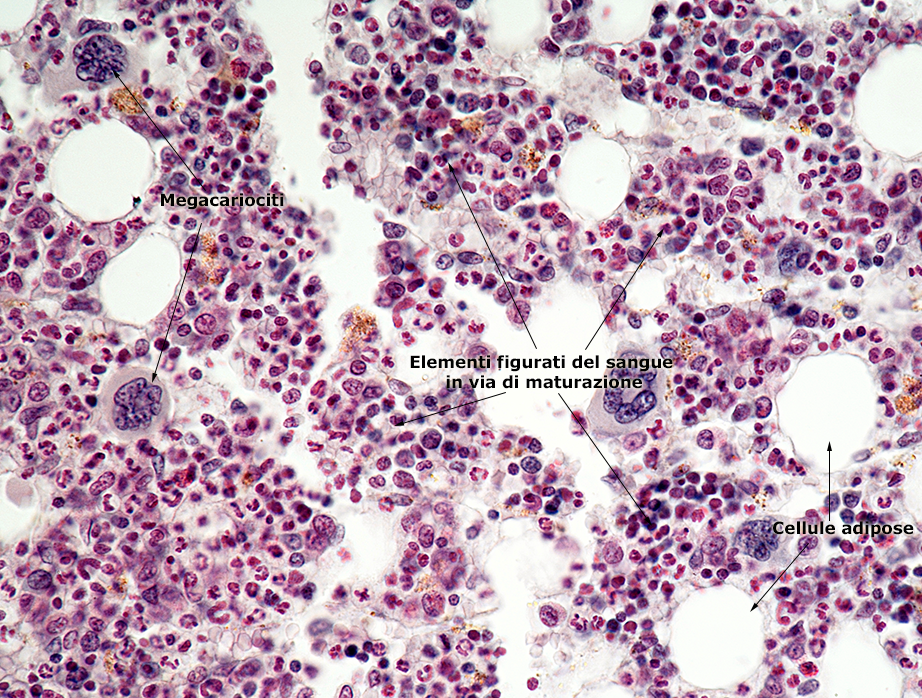 Megacariociti
Elementi figurati del sangue
in via di maturazione
Cellule adipose